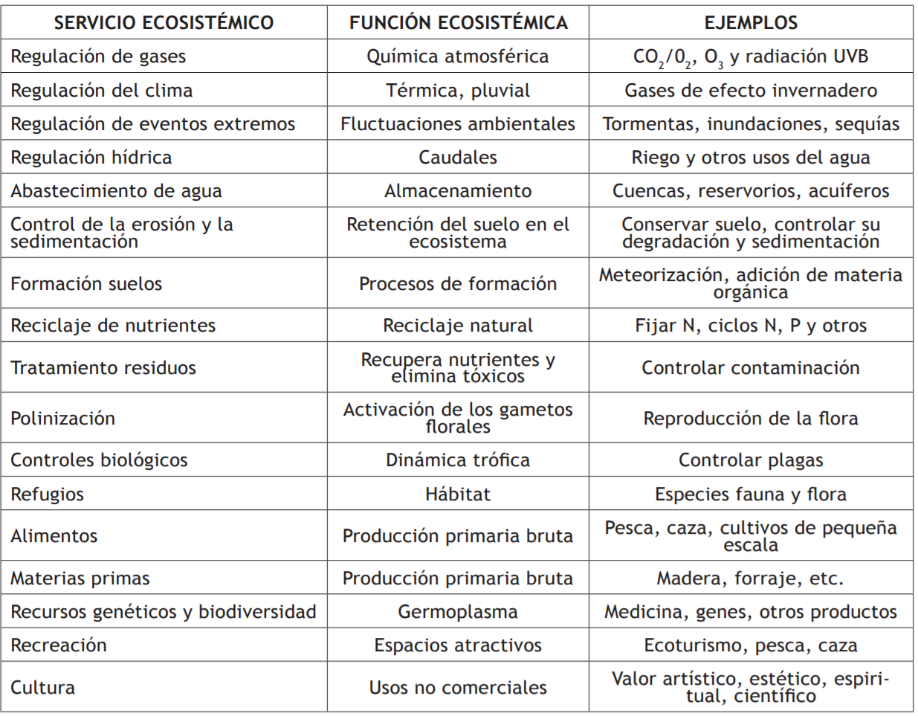 SERVICIO ECOSISTÉMICO FUNCIÓN ECOSISTÉMICA EJEMPLOS
Regulación de gases Química atmosférica CO2/02, O3 y radiación UVB
Regulación del clima Térmica, pluvial Gases de efecto invernadero
Regulación de eventos extremos Fluctuaciones ambientales Tormentas, inundaciones, sequías
Regulación hídrica Caudales Riego y otros usos del agua
Abastecimiento de agua Almacenamiento Cuencas, reservorios, acuíferos
Control de la erosión y la
sedimentación
Retención del suelo en el
ecosistema
Conservar suelo, controlar su
degradación y sedimentación
Formación suelos Procesos de formación
Meteorización, adición de materia
orgánica
Reciclaje de nutrientes Reciclaje natural Fijar N, ciclos N, P y otros
Tratamiento residuos
Recupera nutrientes y
elimina tóxicos
Controlar contaminación
Polinización
Activación de los gametos
florales
Reproducción de la flora
Controles biológicos Dinámica trófica Controlar plagas
Refugios Hábitat Especies fauna y flora
Alimentos Producción primaria bruta
Pesca, caza, cultivos de pequeña
escala
Materias primas Producción primaria bruta Madera, forraje, etc.
Recursos genéticos y biodiversidad Germoplasma Medicina, genes, otros productos
Recreación Espacios atractivos Ecoturismo, pesca, caza
Cultura Usos no comerciales
Valor artístico, estético, espiri-
tual, científico